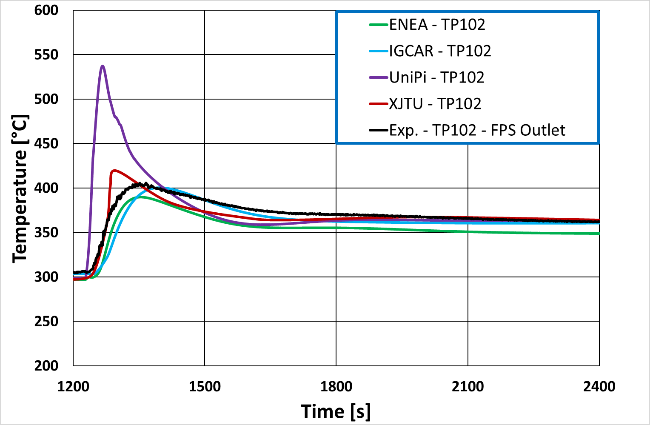 600
550
500
450
400
350
300
250
200
Temperature [°C]
1200
1500
1800
2100
2400
Time [s]
ENEA - TP102
IGCAR - TP102
UniPi - TP102
XJTU - TP102
Exp. - TP102 - FPS Outlet